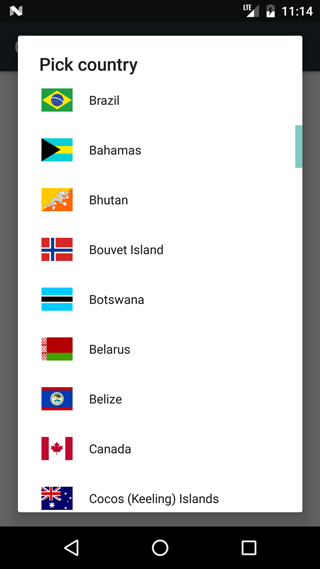 LTE 11:14
Pick country
Brazil
Bahamas
Bhutan
Bouvet Island
Botswana
Belarus
Belize
Canada
Cocos (Keeling) Islands